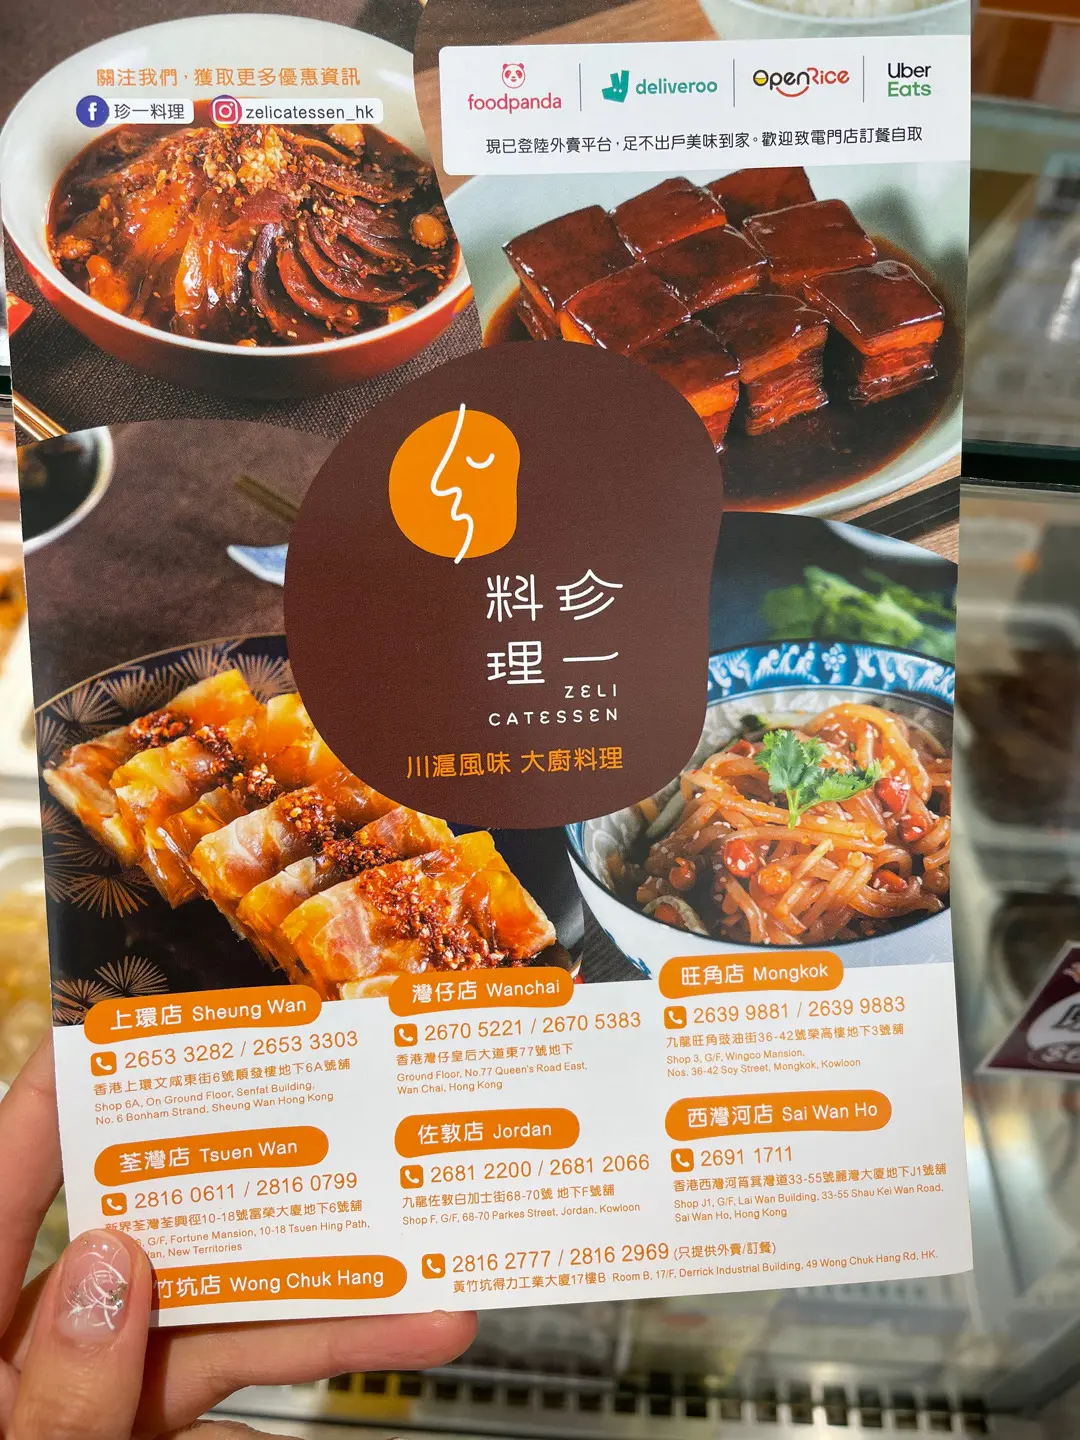 關注我們，獲取更多優惠資訊
珍一料理
zelicatessen_hk
foodpanda
deliveroo
OpenRice
Uber Eats
現已登陸外賣平台，足不出戶美味到家。歡迎致電門店訂餐自取
珍一
料理
ZELI
CATESSEN
川滬風味 大廚料理
上環店 Sheung Wan
2653 3282 / 2653 3303
香港上環文咸東街6號順發樓地下6A號舖
Shop 6A, On Ground Floor, Senfat Building,
No. 6 Bonham Strand, Sheung Wan Hong Kong
灣仔店 Wanchai
2670 5221 / 2670 5383
香港灣仔皇后大道東77號地下
Ground Floor, No.77 Queen's Road East,
Wan Chai, Hong Kong
旺角店 Mongkok
2639 9881 / 2639 9883
九龍旺角豉油街36-42號榮高樓地下3號舖
Shop 3, G/F, Wingco Mansion,
Nos. 36-42 Soy Street, Mongkok, Kowloon
荃灣店 Tsuen Wan
2816 0611 / 2816 0799
新界荃灣荃興徑10-18號富榮大廈地下6號舖
G/F, Fortune Mansion, 10-18 Tsuen Hing Path,
New Territories
佐敦店 Jordan
2681 2200 / 2681 2066
九龍佐敦白加士街68-70號 地下F號舖
Shop F, G/F, 68-70 Parkes Street, Jordan, Kowloon
西灣河店 Sai Wan Ho
2691 1711
香港西灣河筲箕灣道33-55號麗灣大廈地下J1號舖
Shop J1, G/F, Lai Wan Building, 33-55 Shau Kei Wan Road,
Sai Wan Ho, Hong Kong
竹坑店 Wong Chuk Hang
2816 2777 / 2816 2969 (只提供外賣/訂餐)
黃竹坑得力工業大廈17樓B Room B, 17/F, Derrick Industrial Building, 49 Wong Chuk Hang Rd, HK.